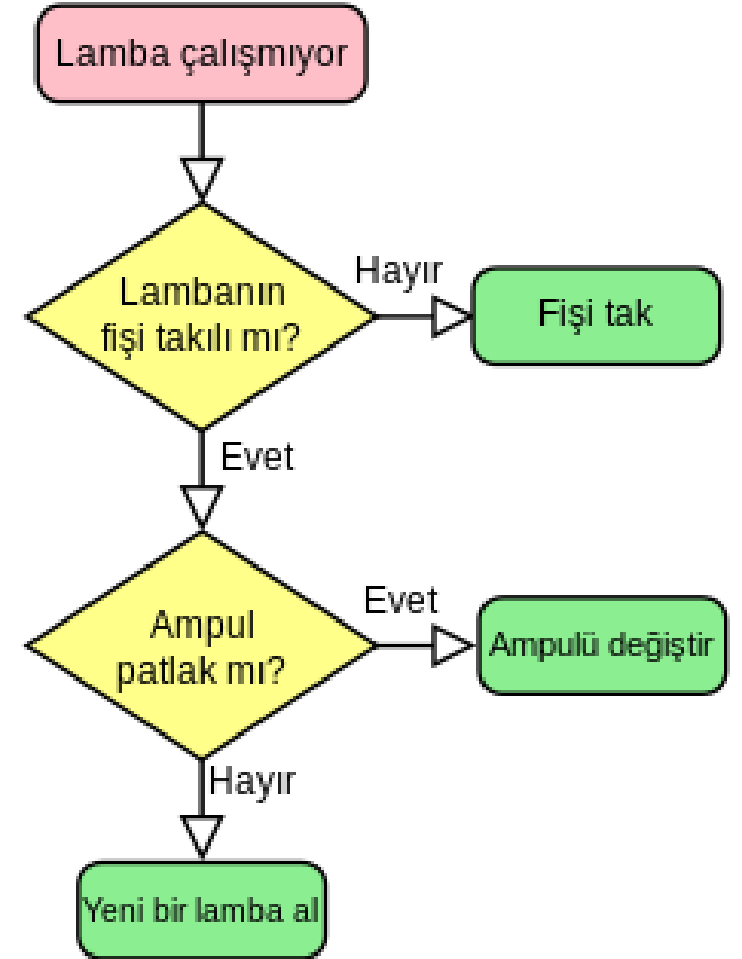 Lamba çalışmıyor
Lambanın
fişi takılı mı?
Hayır
Fişi tak
Evet
Ampul
patlak mı?
Evet
Ampulü değiştir
Hayır
Yeni bir lamba al